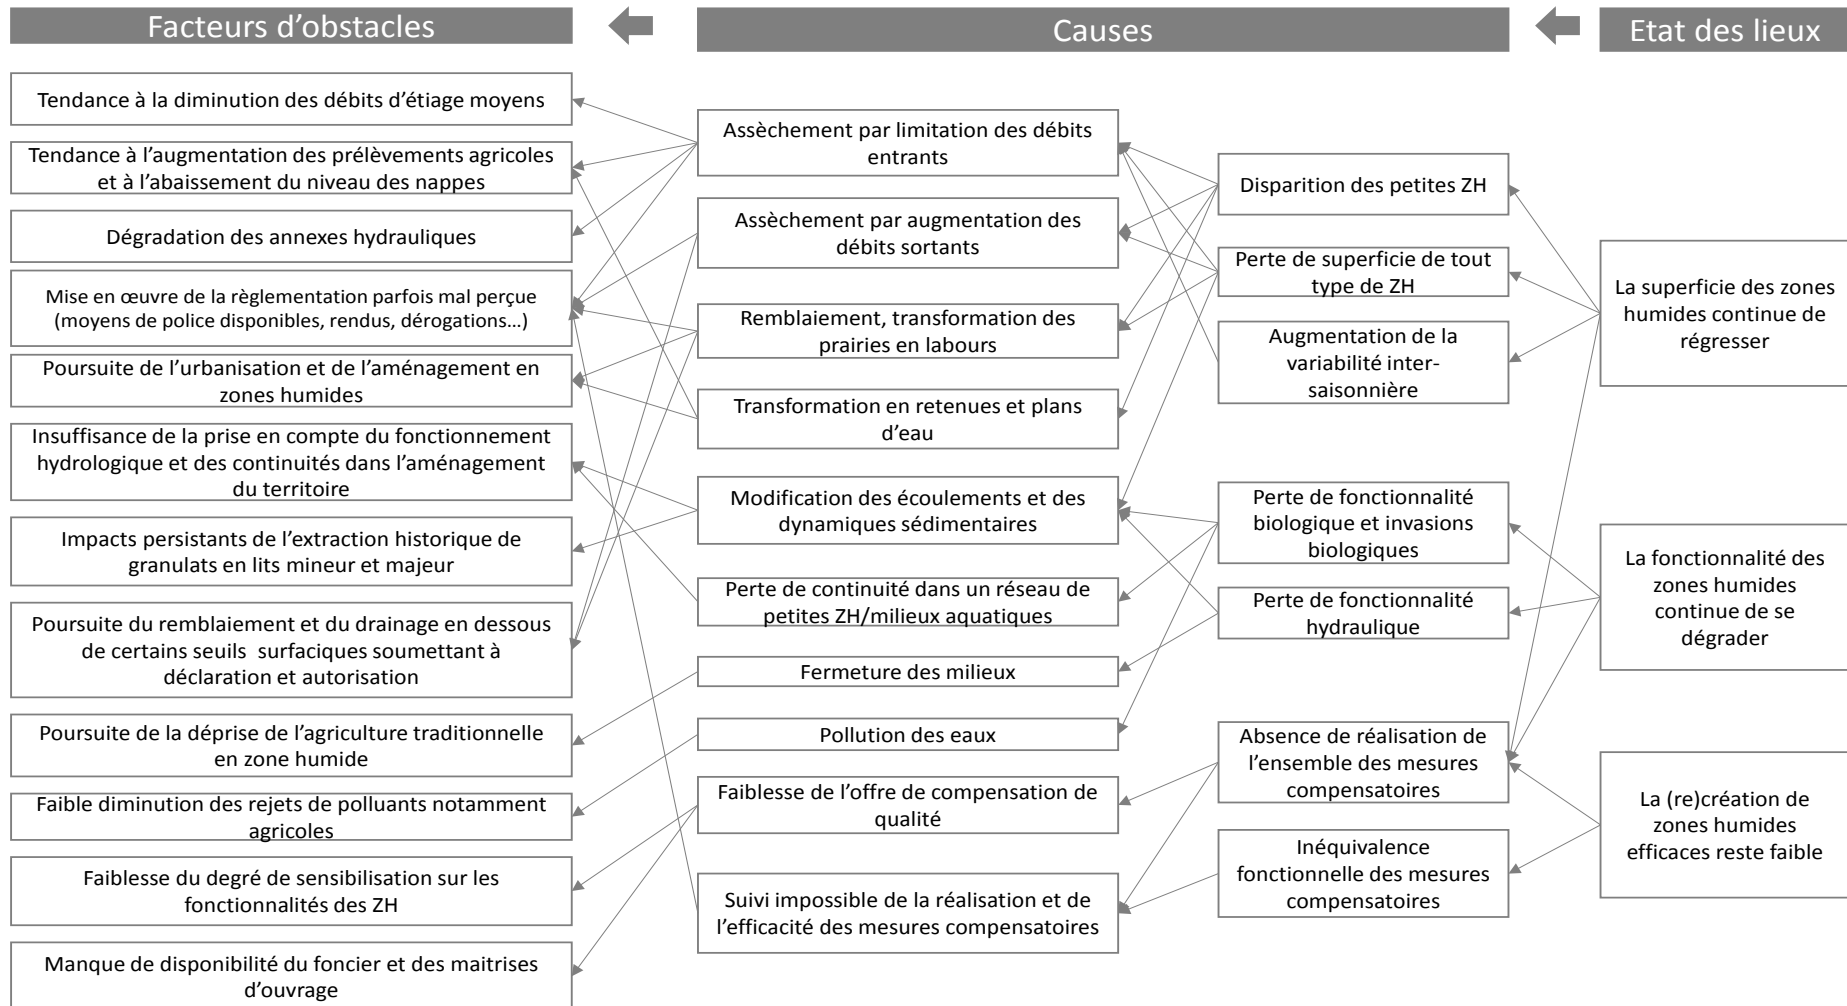 Facteurs d’obstacles
Causes
Etat des lieux
Tendance à la diminution des débits d’étiage moyens
Tendance à l’augmentation des prélèvements agricoles
et à l’abaissement du niveau des nappes
Dégradation des annexes hydrauliques
Mise en œuvre de la règlementation parfois mal perçue
(moyens de police disponibles, rendus, dérogations…)
Poursuite de l’urbanisation et de l’aménagement en
zones humides
Insuffisance de la prise en compte du fonctionnement
hydrologique et des continuités dans l’aménagement
du territoire
Impacts persistants de l’extraction historique de
granulats en lits mineur et majeur
Poursuite du remblaiement et du drainage en dessous
de certains seuils surfaciques soumettant à
déclaration et autorisation
Poursuite de la déprise de l’agriculture traditionnelle
en zone humide
Faible diminution des rejets de polluants notamment
agricoles
Faiblesse du degré de sensibilisation sur les
fonctionnalités des ZH
Manque de disponibilité du foncier et des maitrises
d’ouvrage
Assèchement par limitation des débits
entrants
Assèchement par augmentation des
débits sortants
Remblaiement, transformation des
prairies en labours
Transformation en retenues et plans
d’eau
Modification des écoulements et des
dynamiques sédimentaires
Perte de continuité dans un réseau de
petites ZH/milieux aquatiques
Fermeture des milieux
Pollution des eaux
Faiblesse de l’offre de compensation de
qualité
Suivi impossible de la réalisation et de
l’efficacité des mesures compensatoires
Disparition des petites ZH
Perte de superficie de tout
type de ZH
Augmentation de la
variabilité inter-
saisonnière
Perte de fonctionnalité
biologique et invasions
biologiques
Perte de fonctionnalité
hydraulique
Absence de réalisation de
l’ensemble des mesures
compensatoires
Inéquivalence
fonctionnelle des mesures
compensatoires
La superficie des zones
humides continue de
régresser
La fonctionnalité des
zones humides
continue de se
dégrader
La (re)création de
zones humides
efficaces reste faible